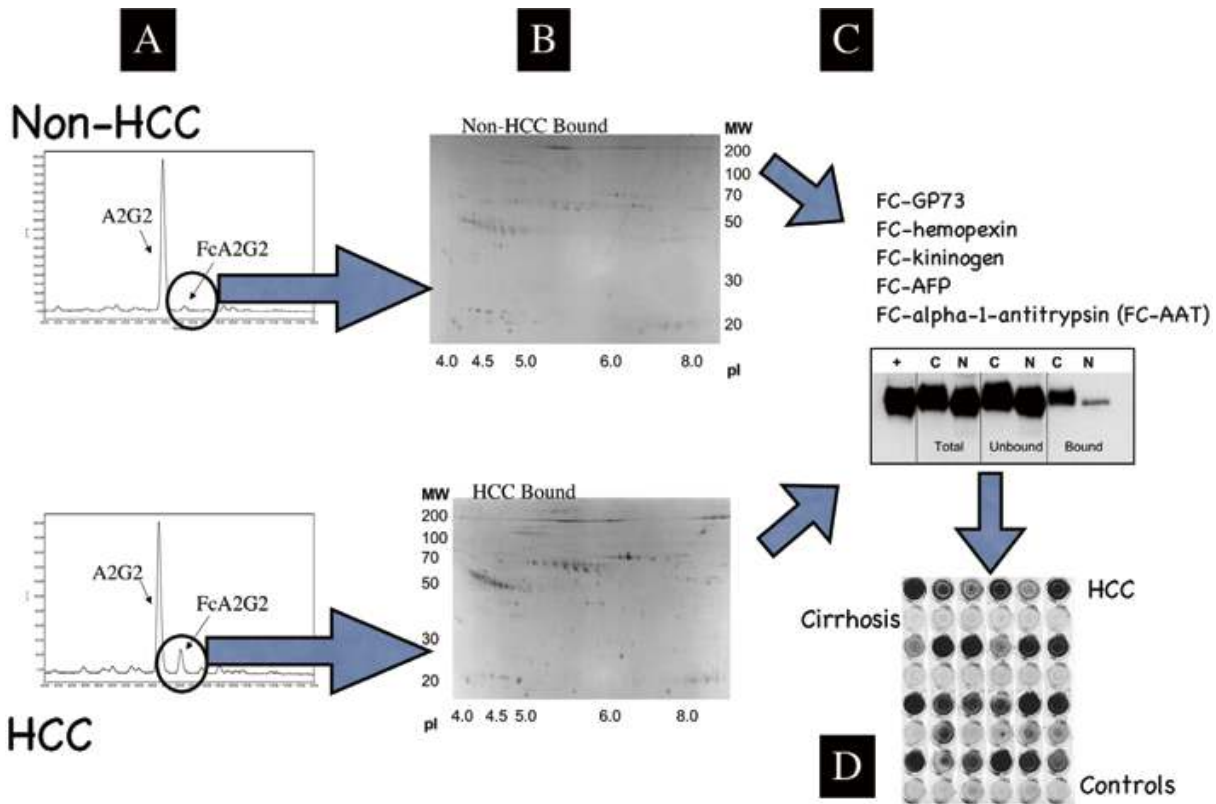 A
B
C
Non-HCC
A2G2
FcA2G2
Non-HCC Bound
MW
200
100
70
50
30
20
4.0 4.5 5.0 6.0 8.0
pI
FC-GP73
FC-hemopexin
FC-kininogen
FC-AFP
FC-alpha-1-antitrypsin (FC-AAT)
+ C N C N C N
Total Unbound Bound
HCC Bound
MW
200
100
70
50
30
20
pI 4.0 4.5 5.0 6.0 8.0
A2G2
FcA2G2
HCC
HCC
Cirrhosis
D
Controls